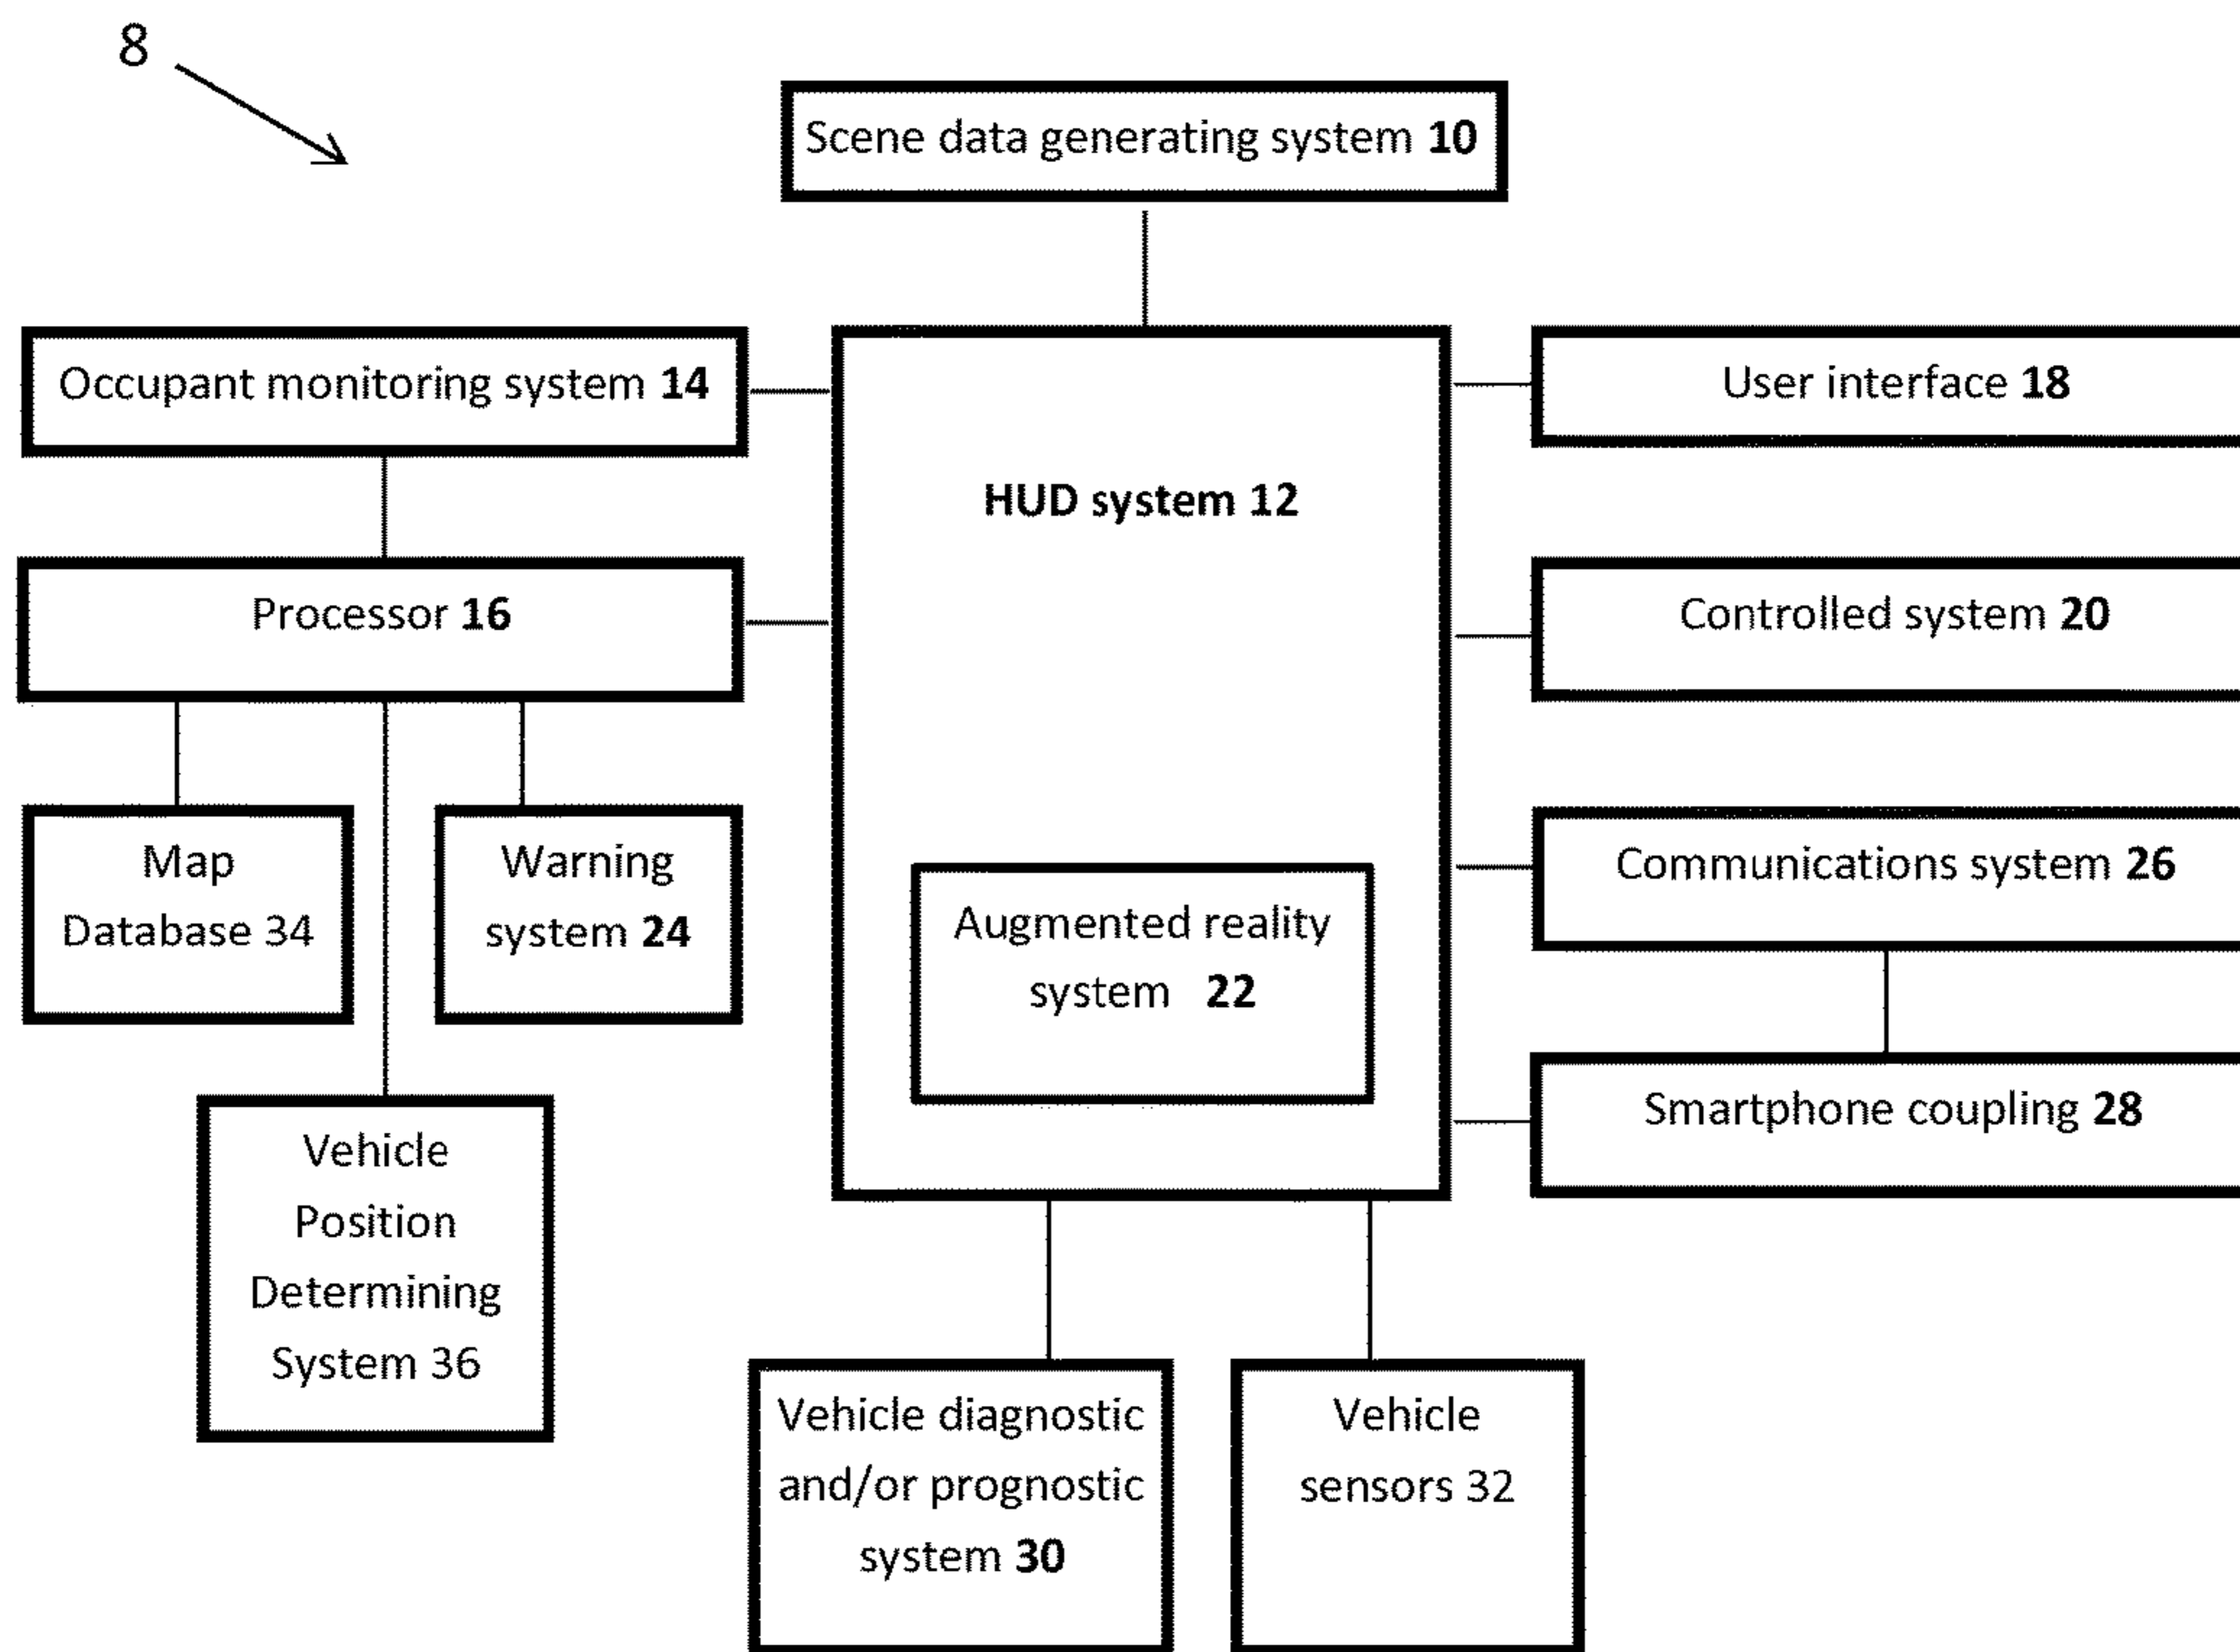 8
Scene data generating system 10
Occupant monitoring system 14
HUD system 12
User interface 18
Processor 16
Controlled system 20
Map
Database 34
Warning
system 24
Augmented reality
system 22
Communications system 26
Smartphone coupling 28
Vehicle
Position
Determining
System 36
Vehicle diagnostic
and/or prognostic
system 30
Vehicle
sensors 32